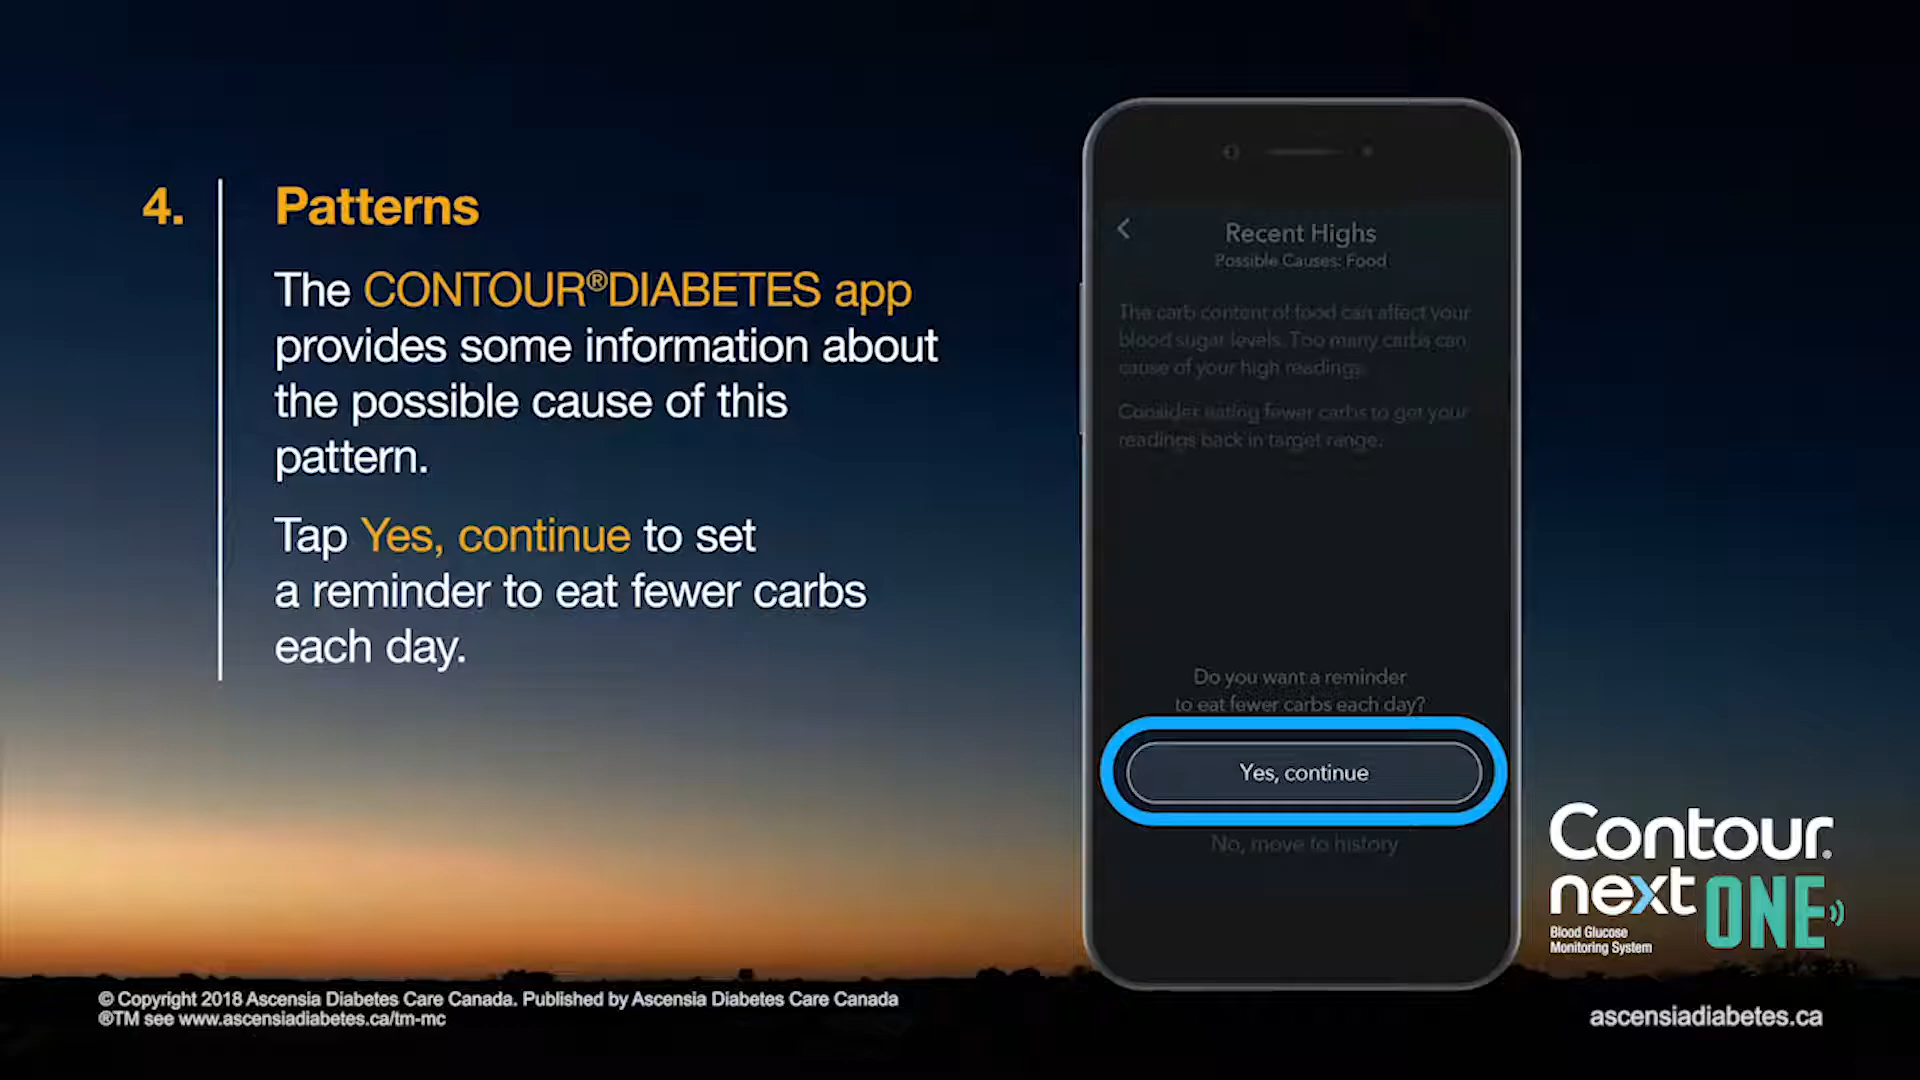 4.
Patterns
The CONTOUR®DIABETES app
provides some information about
the possible cause of this
pattern.
Tap Yes, continue to set
a reminder to eat fewer carbs
each day.
Recent Highs
Possible Causes: Food
The carb content of food can affect your
blood sugar levels. Too many carbs can
cause of your high readings.
Consider eating fewer carbs to get your
readings back in target range.
Do you want a reminder
to eat fewer carbs each day?
Yes, continue
No, move to history
Contour®
next ONE
Blood Glucose
Monitoring System
© Copyright 2018 Ascensia Diabetes Care Canada. Published by Ascensia Diabetes Care Canada
®TM see www.ascensiadiabetes.ca/tm-mc
ascensiadiabetes.ca